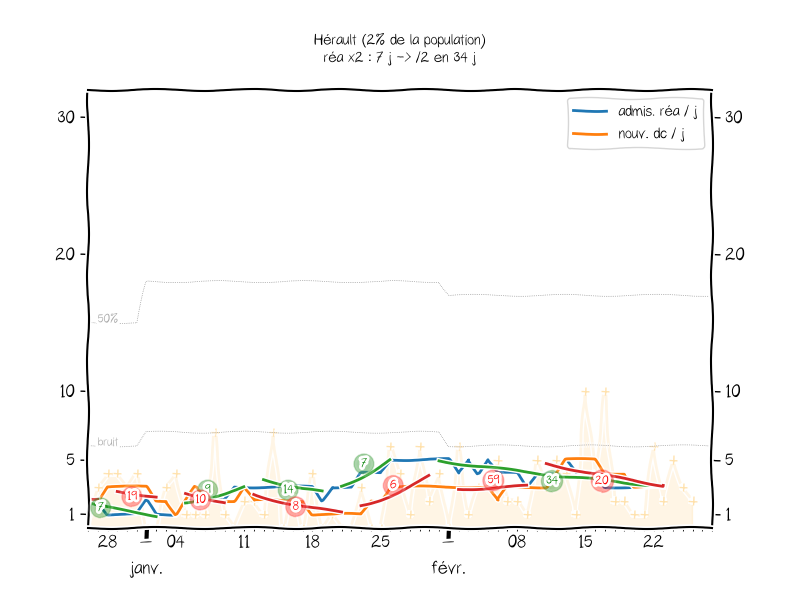 Hérault (2% de la population)
réa x2 : 7 j -> /2 en 34 j
admis. réa / j
nouv. dc / j
30 30
20 20
50%
10 10
bruit
5 5
7 19 10 9 14 8 7 6 59 34 20
1 1
28 04 11 18 25 08 15 22
janv. févr.